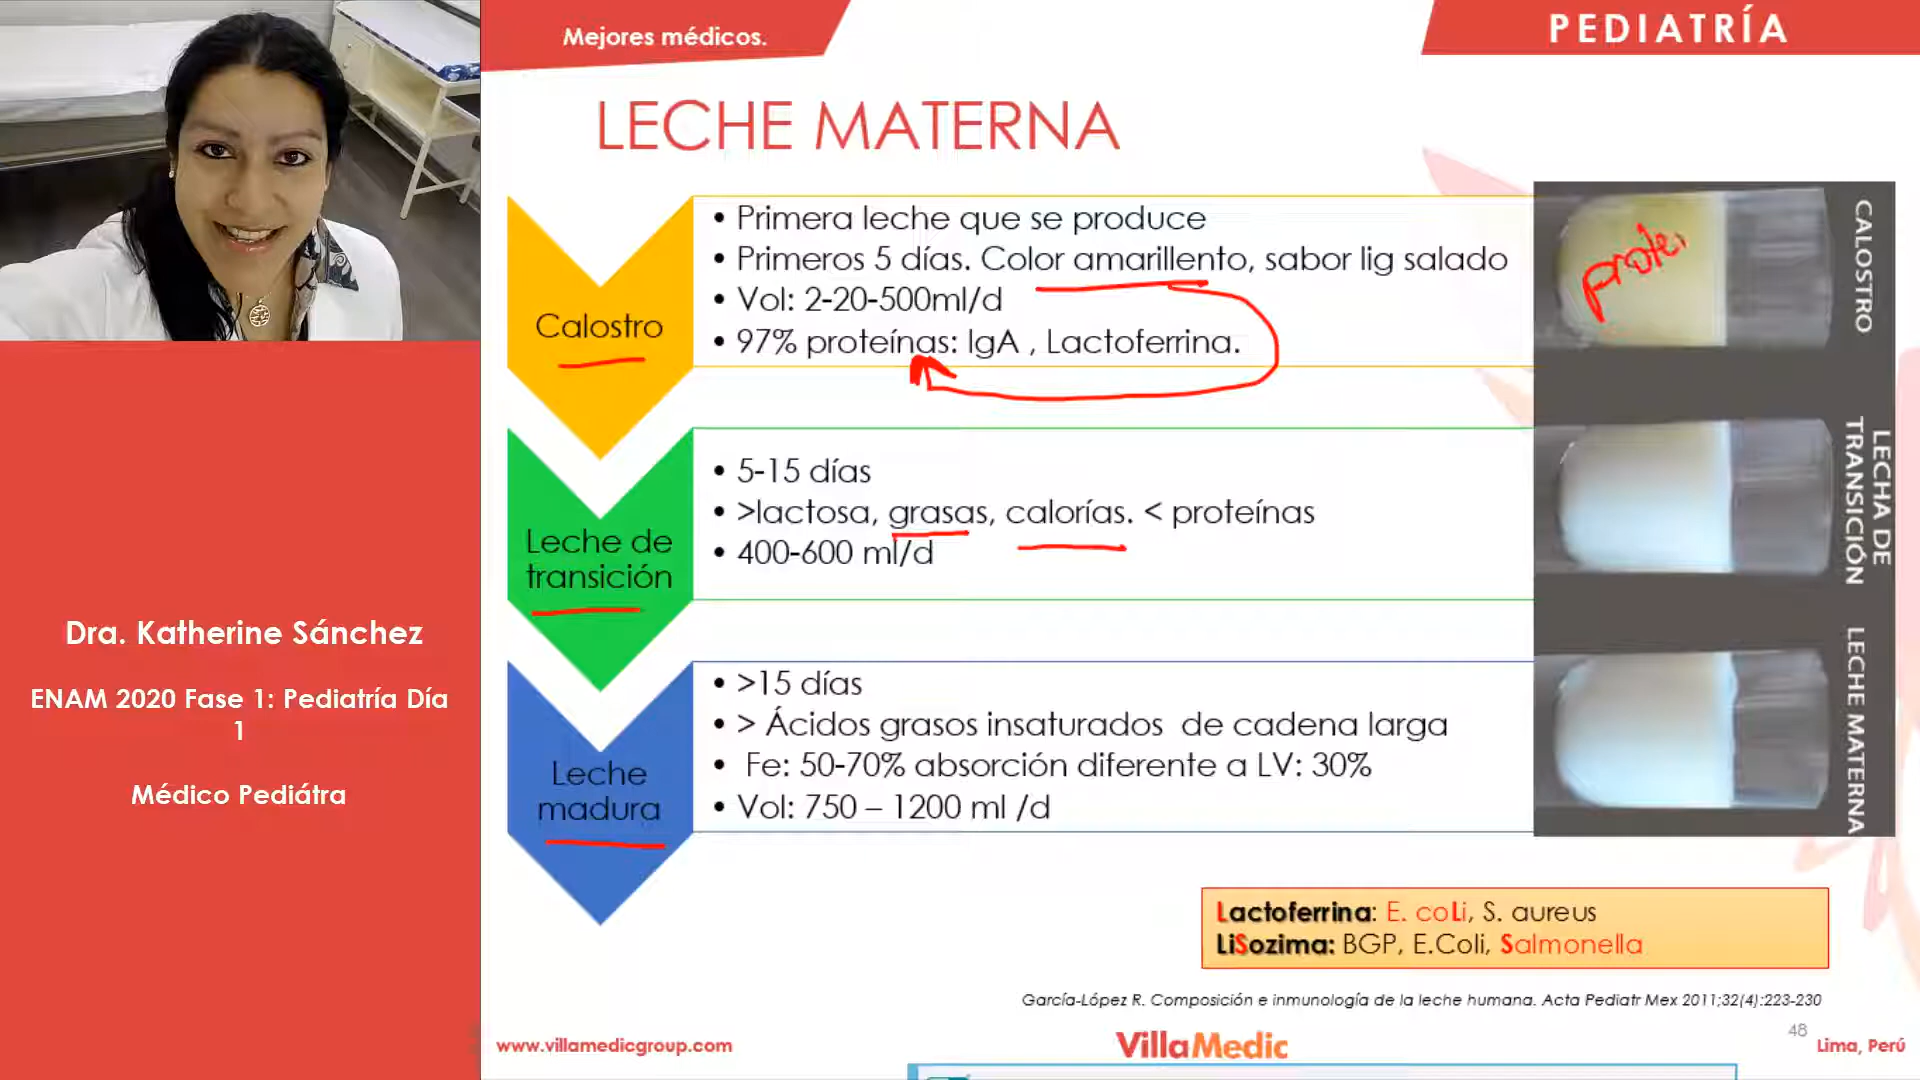 Mejores médicos.
PEDIATRÍA
LECHE MATERNA
Calostro
• Primera leche que se produce
• Primeros 5 días. Color amarillento, sabor lig salado
• Vol: 2-20-500ml/d
• 97% proteínas: IgA , Lactoferrina.
Leche de
transición
• 5-15 días
• >lactosa, grasas, calorías. < proteínas
• 400-600 ml/d
Leche
madura
• >15 días
• > Ácidos grasos insaturados de cadena larga
• Fe: 50-70% absorción diferente a LV: 30%
• Vol: 750 – 1200 ml /d
prote
CALOSTRO
LECHA DE
TRANSICIÓN
LECHE MATERNA
Lactoferrina: E. coLi, S. aureus
LiSozima: BGP, E.Coli, Salmonella
García-López R. Composición e inmunología de la leche humana. Acta Pediatr Mex 2011;32(4):223-230
48
www.villamedicgroup.com
VillaMedic
Lima, Perú
Dra. Katherine Sánchez
ENAM 2020 Fase 1: Pediatría Día
1
Médico Pediátra